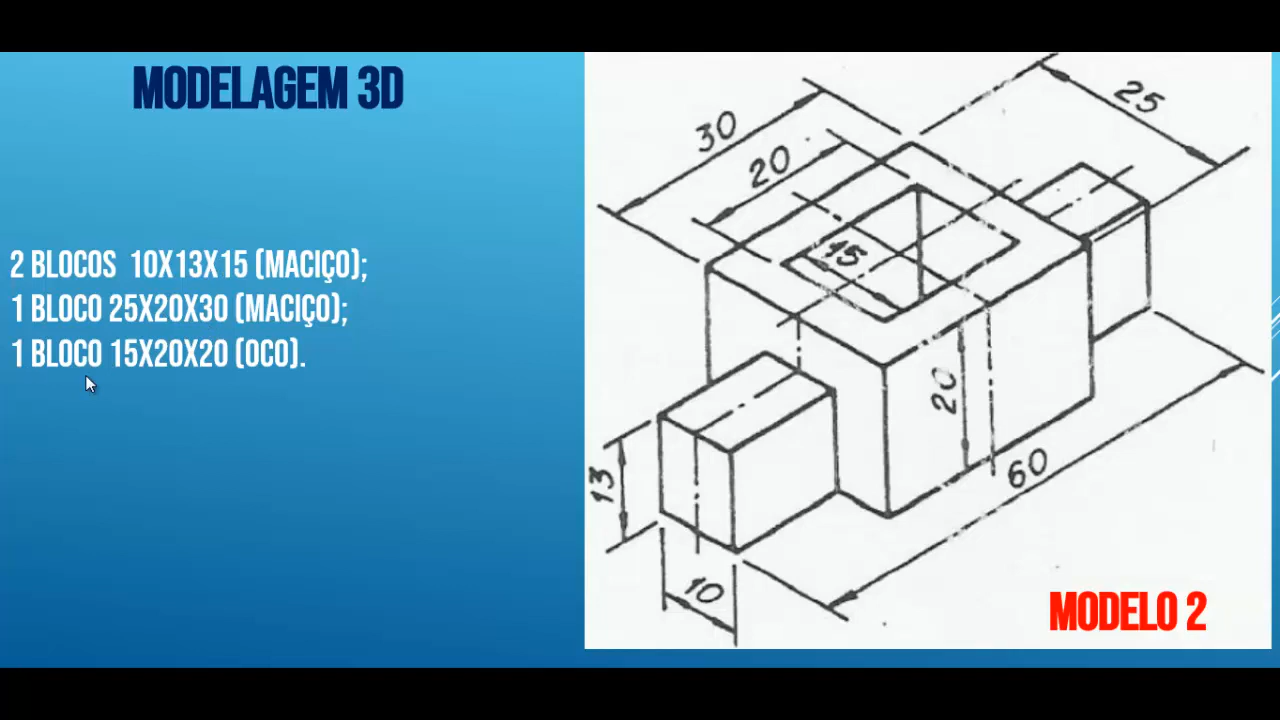 MODELAGEM 3D
2 BLOCOS 10X13X15 (MACIÇO);
1 BLOCO 25X20X30 (MACIÇO);
1 BLOCO 15X20X20 (OCO).
30
20
25
15
20
60
13
10
MODELO 2